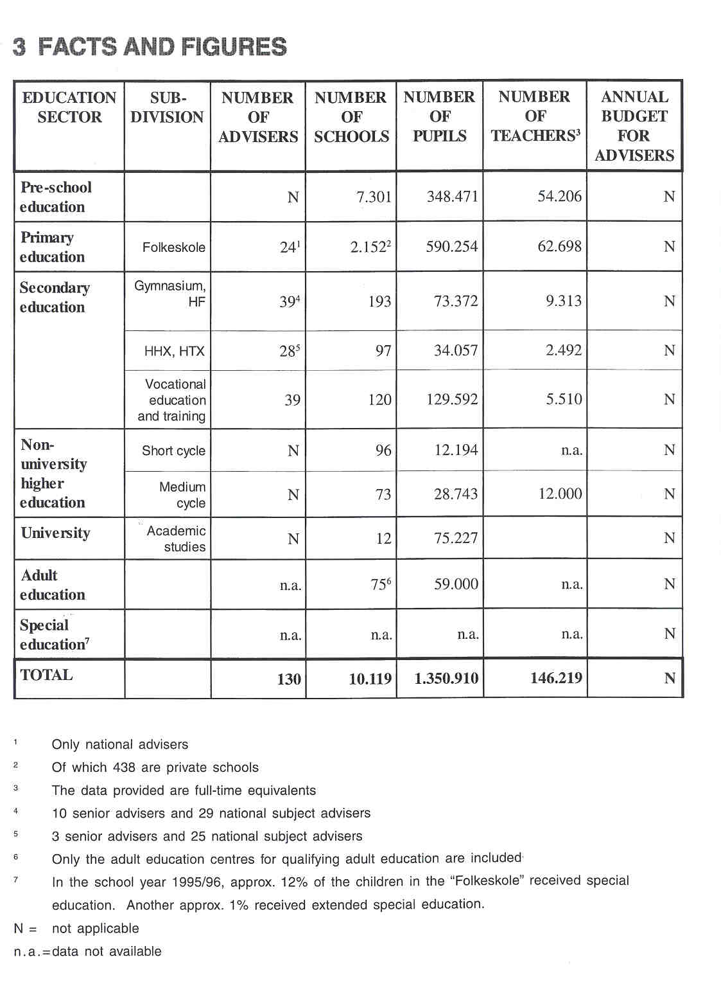 3 FACTS AND FIGURES
EDUCATION SECTOR | SUB-DIVISION | NUMBER OF ADVISERS | NUMBER OF SCHOOLS | NUMBER OF PUPILS | NUMBER OF TEACHERS³ | ANNUAL BUDGET FOR ADVISERS
Pre-school education | | N | 7.301 | 348.471 | 54.206 | N
Primary education | Folkeskole | 24¹ | 2.152² | 590.254 | 62.698 | N
Secondary education | Gymnasium, HF | 39⁴ | 193 | 73.372 | 9.313 | N
| HHX, HTX | 28⁵ | 97 | 34.057 | 2.492 | N
| Vocational education and training | 39 | 120 | 129.592 | 5.510 | N
Non-university higher education | Short cycle | N | 96 | 12.194 | n.a. | N
| Medium cycle | N | 73 | 28.743 | 12.000 | N
University | Academic studies | N | 12 | 75.227 | | N
Adult education | | n.a. | 75⁶ | 59.000 | n.a. | N
Special education⁷ | | n.a. | n.a. | n.a. | n.a. | N
TOTAL | | 130 | 10.119 | 1.350.910 | 146.219 | N
¹ Only national advisers
² Of which 438 are private schools
³ The data provided are full-time equivalents
⁴ 10 senior advisers and 29 national subject advisers
⁵ 3 senior advisers and 25 national subject advisers
⁶ Only the adult education centres for qualifying adult education are included
⁷ In the school year 1995/96, approx. 12% of the children in the “Folkeskole” received special
education. Another approx. 1% received extended special education.
N = not applicable
n.a.=data not available